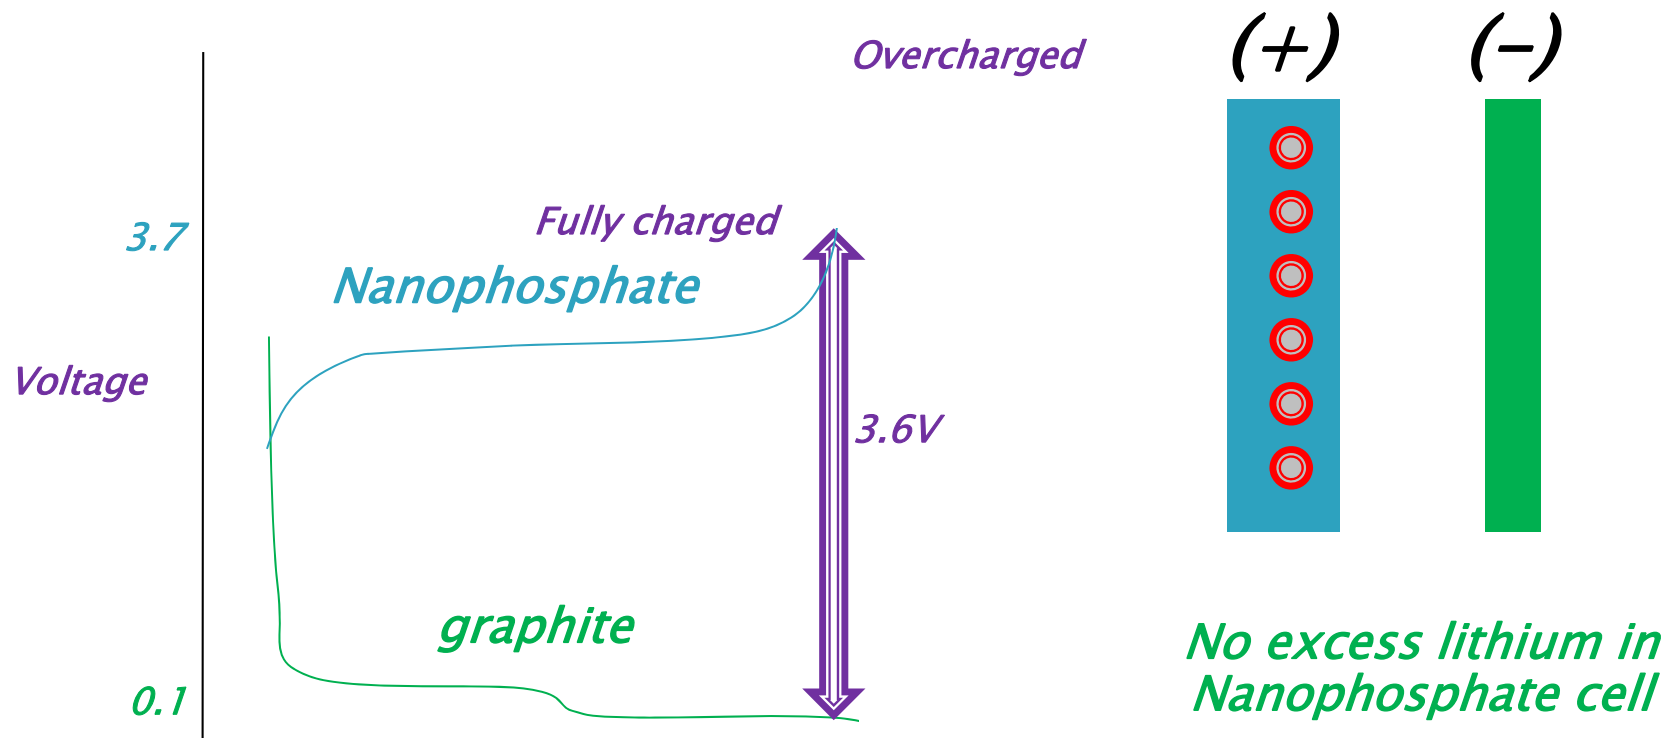 Overcharged
(+) (−)
3.7
Fully charged
Nanophosphate
Voltage
3.6V
graphite
0.1
No excess lithium in
Nanophosphate cell